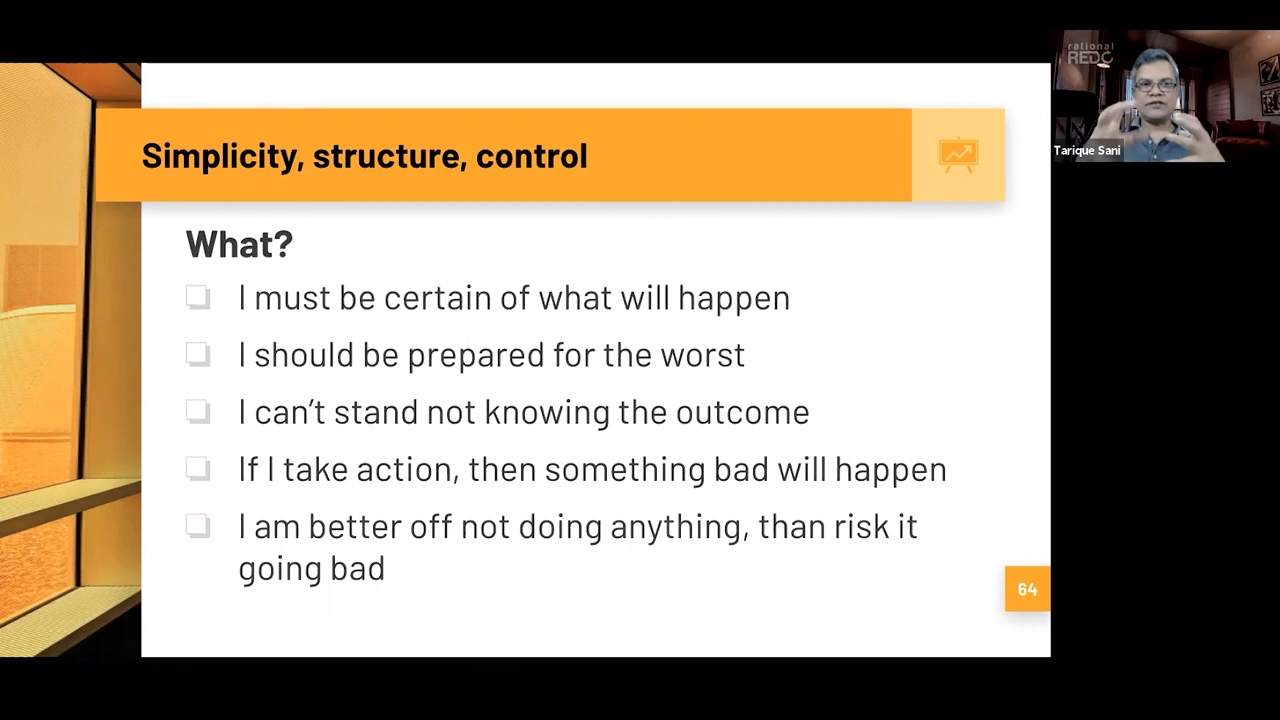 rational
REDC
Tarique Sani
Simplicity, structure, control
What?
I must be certain of what will happen
I should be prepared for the worst
I can’t stand not knowing the outcome
If I take action, then something bad will happen
I am better off not doing anything, than risk it
going bad
64